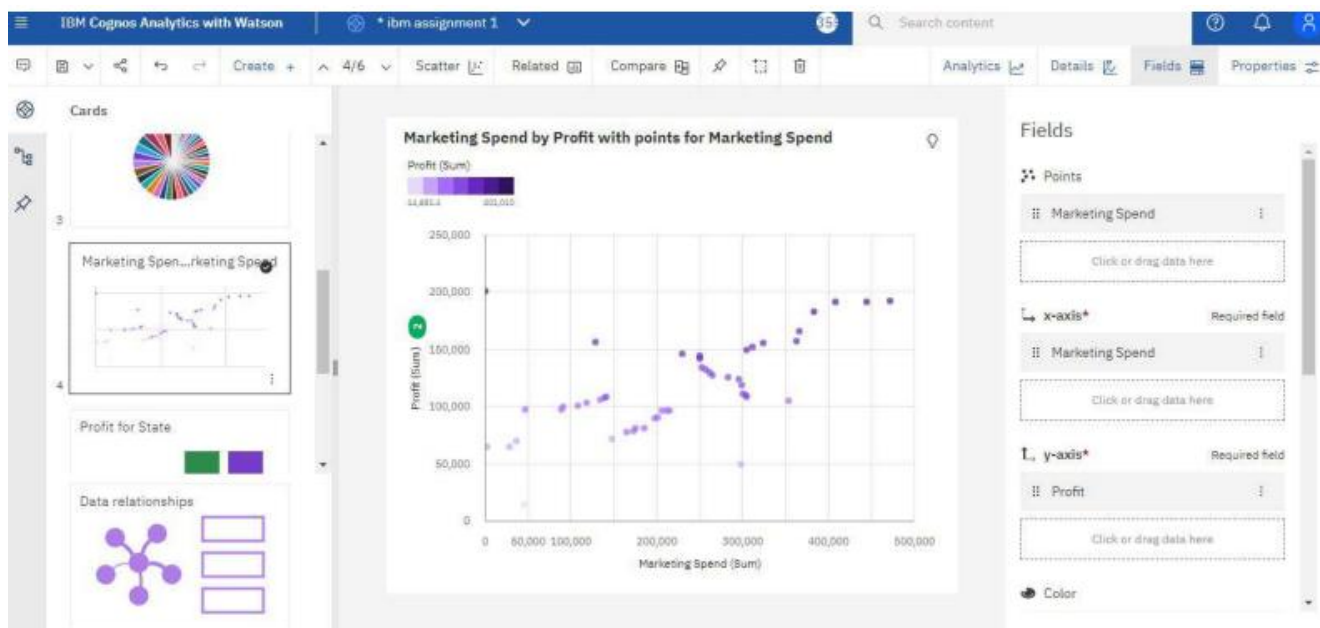 IBM Cognos Analytics with Watson
* ibm assignment 1
35
Search content
Create +
4/6
Scatter
Related
Compare
Analytics
Details
Fields
Properties
Cards
3
Marketing Spen...rketing Spend
4
Profit for State
Data relationships
Marketing Spend by Profit with points for Marketing Spend
Profit (Sum)
201,010
250,000
200,000
150,000
100,000
50,000
0
Profit (Sum)
2
0
50,000 100,000
200,000
300,000
400,000
500,000
Marketing Spend (Sum)
Fields
Points
Marketing Spend
Click or drag data here
x-axis*
Required field
Marketing Spend
Click or drag data here
y-axis*
Required field
Profit
Click or drag data here
Color